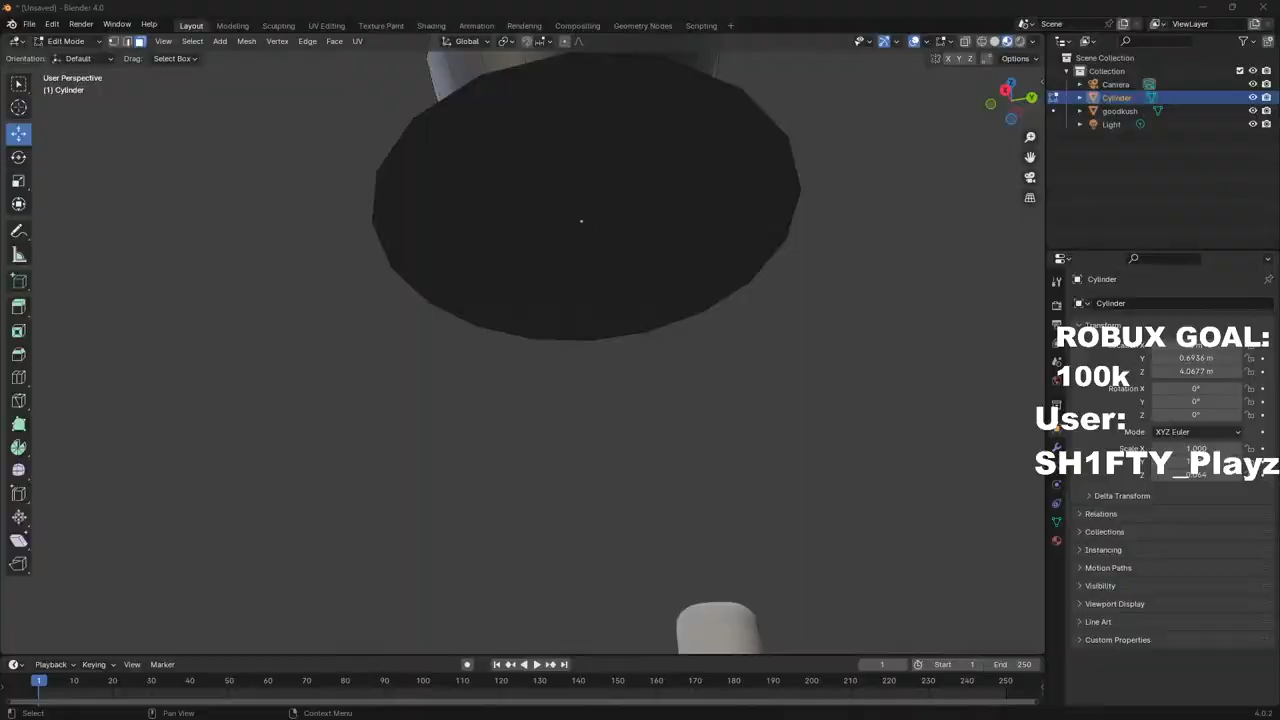 * (Unsaved) - Blender 4.0
File Edit Render Window Help Layout Modeling Sculpting UV Editing Texture Paint Shading Animation Rendering Compositing Geometry Nodes Scripting + Scene ViewLayer
Edit Mode View Select Add Mesh Vertex Edge Face UV Global
Orientation: Default Drag: Select Box X Y Z Options
User Perspective
(1) Cylinder
Z
X
Y
Scene Collection
Collection
Camera
Cylinder
goodkush
Light
Cylinder
Cylinder
ROBUX GOAL:
100k
User:
SH1FTY_Playz
Y 0.6936 m
Z 4.0677 m
Rotation X 0°
Y 0°
Z 0°
Mode: XYZ Euler
Scale X 1.000
Z
Delta Transform
Relations
Collections
Instancing
Motion Paths
Visibility
Viewport Display
Line Art
Custom Properties
Playback Keying View Marker 1 Start 1 End 250
1 10 20 30 40 50 60 70 80 90 100 110 120 130 140 150 160 170 180 190 200 210 220 230 240 250
Select Pan View Context Menu 4.0.2